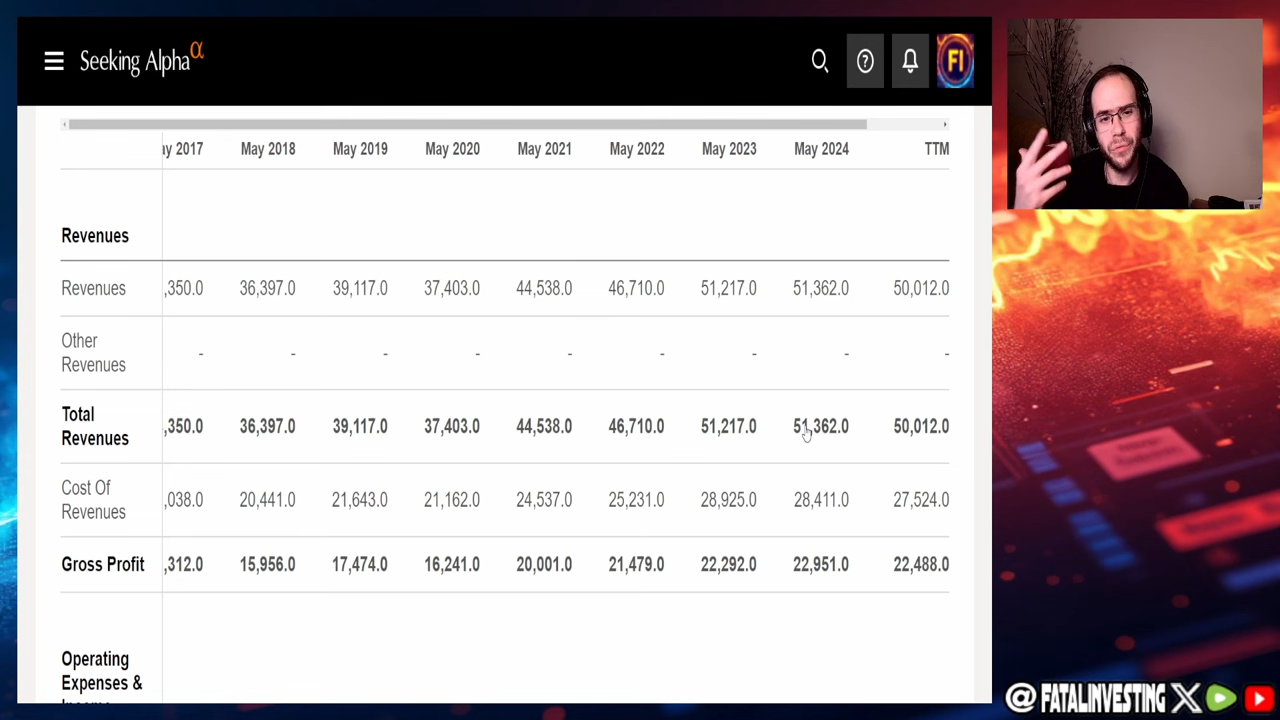 Seeking Alpha α
FI
y 2017 May 2018 May 2019 May 2020 May 2021 May 2022 May 2023 May 2024 TTM
Revenues
Revenues ,350.0 36,397.0 39,117.0 37,403.0 44,538.0 46,710.0 51,217.0 51,362.0 50,012.0
Other
Revenues - - - - - - - - -
Total
Revenues ,350.0 36,397.0 39,117.0 37,403.0 44,538.0 46,710.0 51,217.0 51,362.0 50,012.0
Cost Of
Revenues ,038.0 20,441.0 21,643.0 21,162.0 24,537.0 25,231.0 28,925.0 28,411.0 27,524.0
Gross Profit ,312.0 15,956.0 17,474.0 16,241.0 20,001.0 21,479.0 22,292.0 22,951.0 22,488.0
Operating
Expenses &
@FATALINVESTING